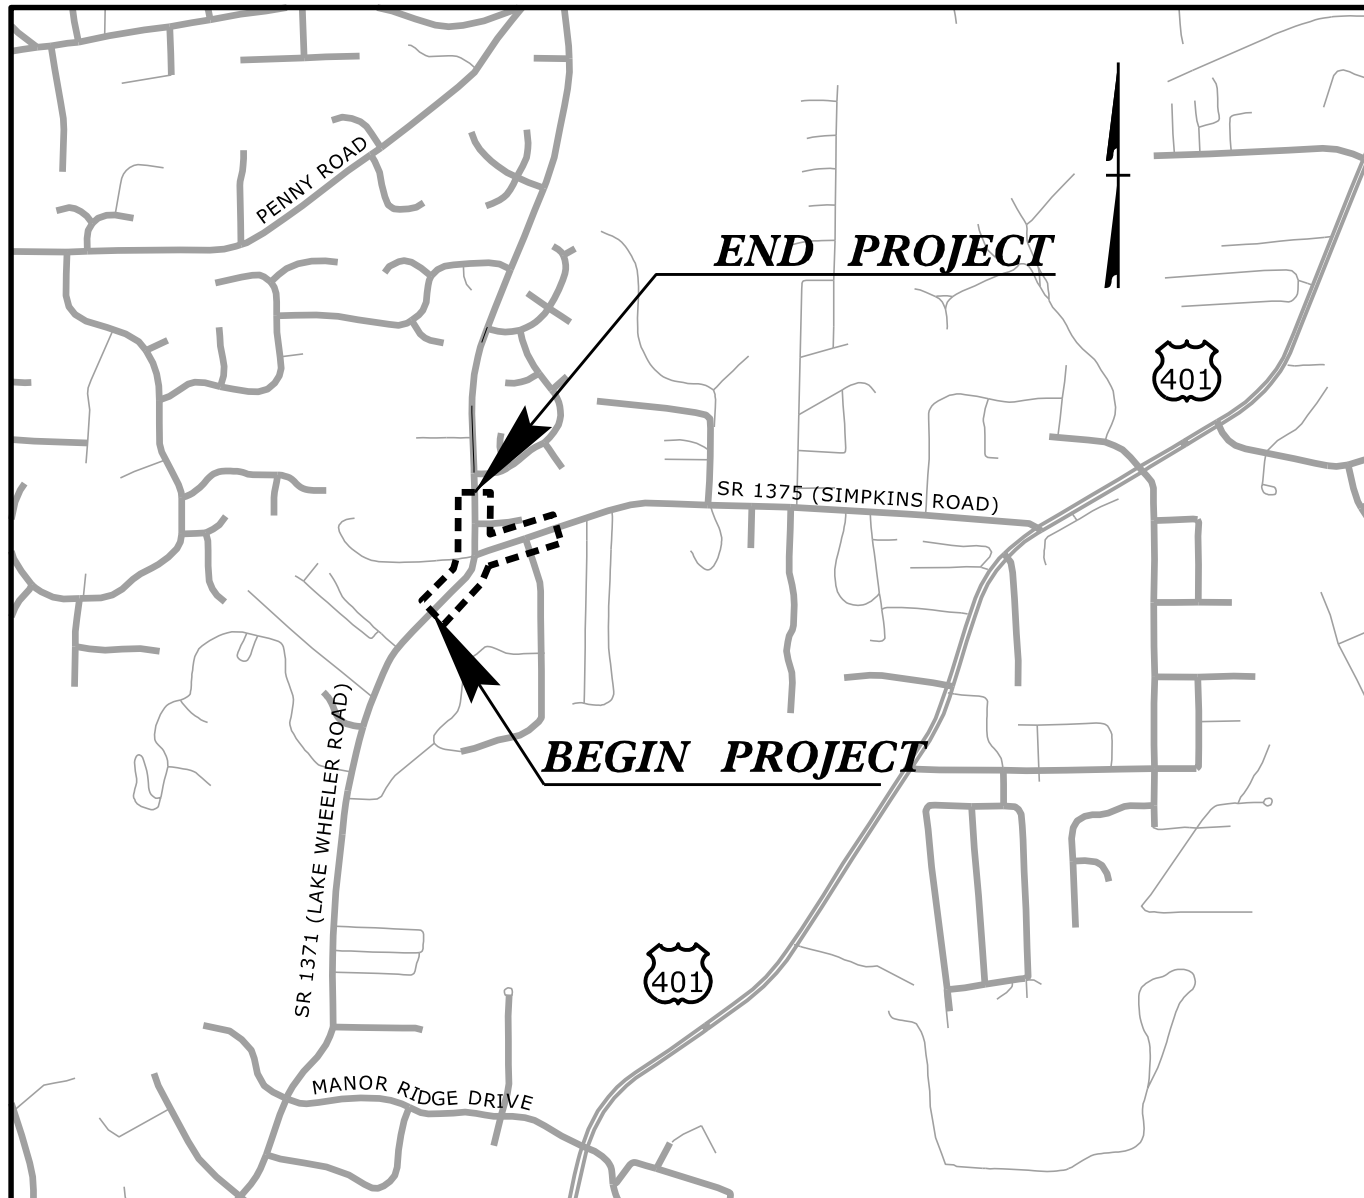 PENNY ROAD
END PROJECT
401
SR 1375 (SIMPKINS ROAD)
SR 1371 (LAKE WHEELER ROAD)
BEGIN PROJECT
401
MANOR RIDGE DRIVE